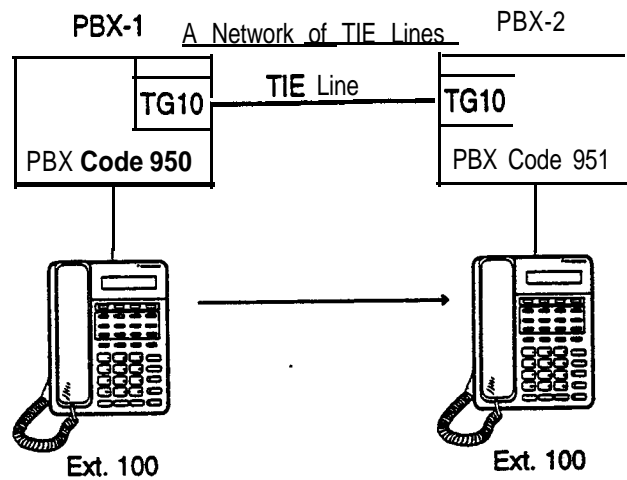 PBX-1 A Network of TIE Lines PBX-2
TG10 TIE Line TG10
PBX Code 950 PBX Code 951
Ext. 100 Ext. 100